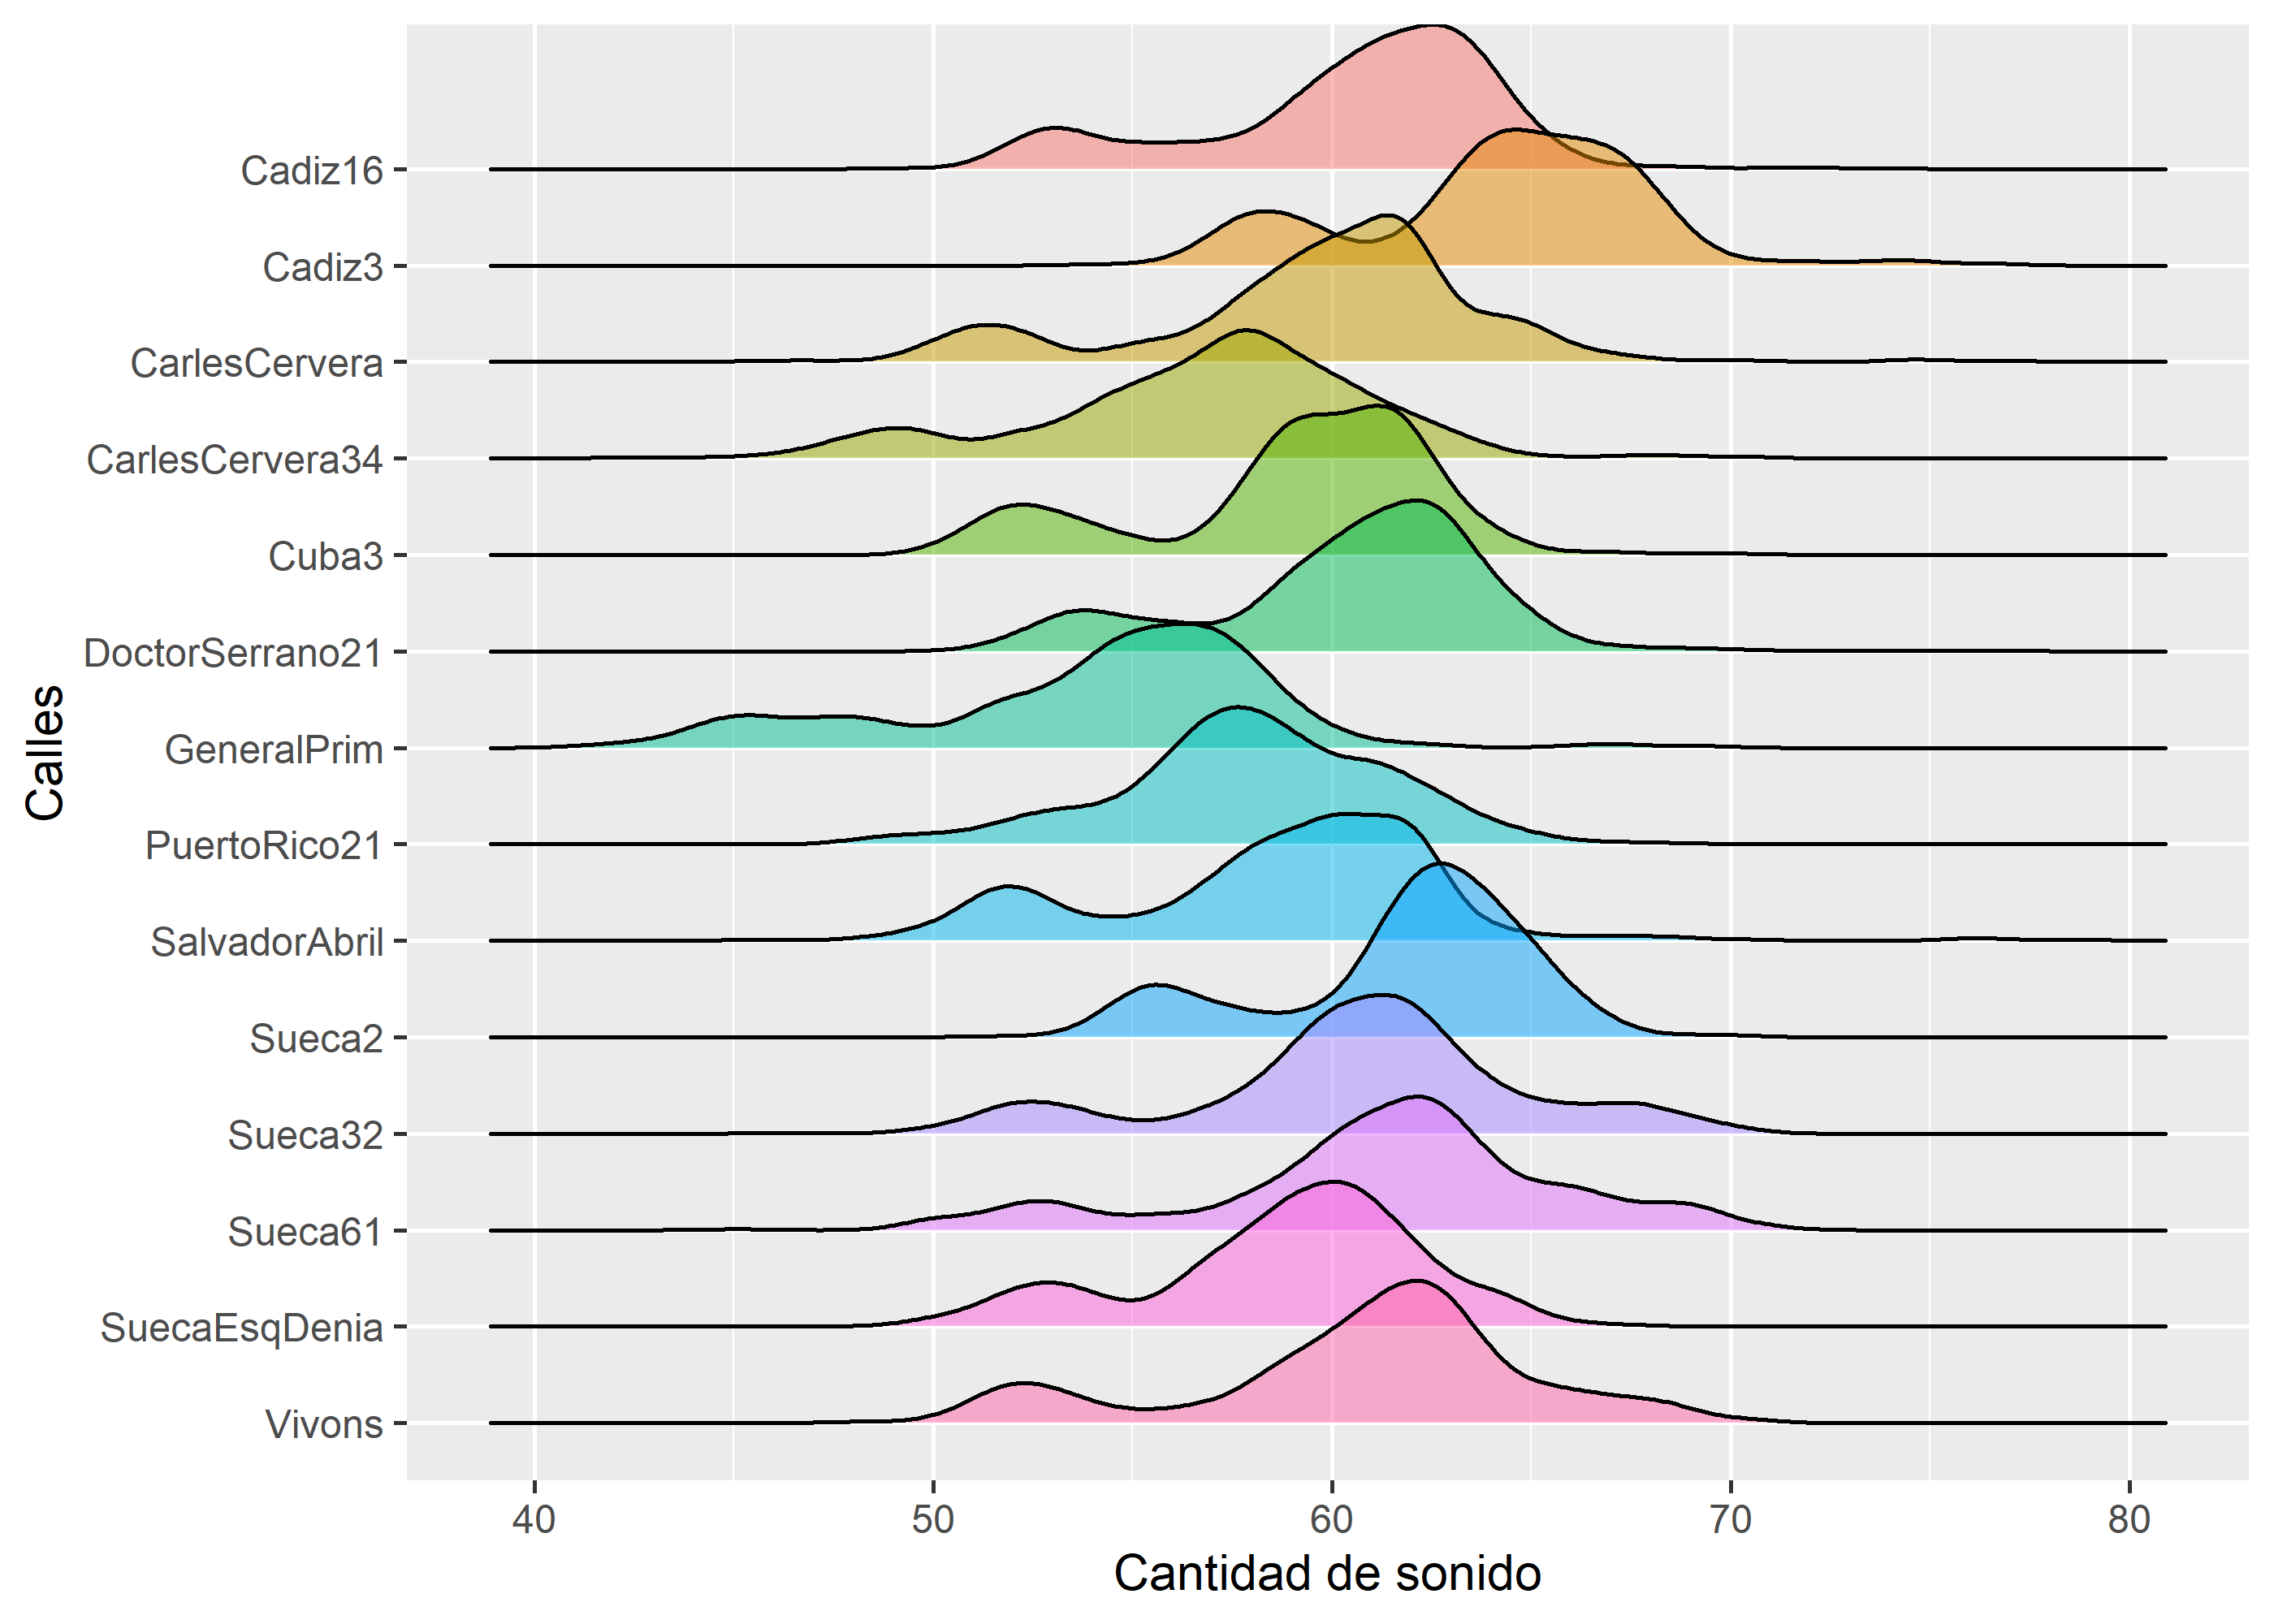 Calles
Cadiz16
Cadiz3
CarlesCervera
CarlesCervera34
Cuba3
DoctorSerrano21
GeneralPrim
PuertoRico21
SalvadorAbril
Sueca2
Sueca32
Sueca61
SuecaEsqDenia
Vivons
40 50 60 70 80
Cantidad de sonido